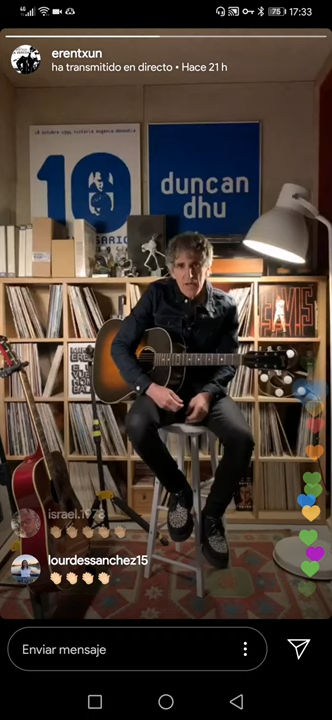 4G
75
17:33
erentxun
ha transmitido en directo • Hace 21 h
10
duncan
dhu
ELVIS
israel.1978
👏🏻👏🏻👏🏻👏🏻👏🏻
lourdessanchez15
👏🏻👏🏻👏🏻👏🏻
Enviar mensaje